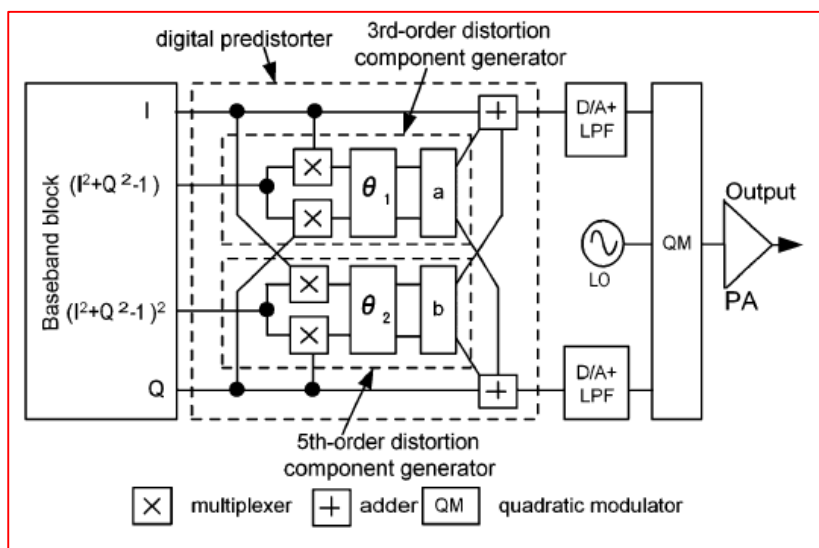 digital predistorter
3rd-order distortion
component generator
Baseband block
I
(I²+Q²-1)
(I²+Q²-1)²
Q
×
×
θ₁
a
×
×
θ₂
b
+
+
D/A+
LPF
LO
QM
Output
PA
D/A+
LPF
5th-order distortion
component generator
× multiplexer + adder QM quadratic modulator